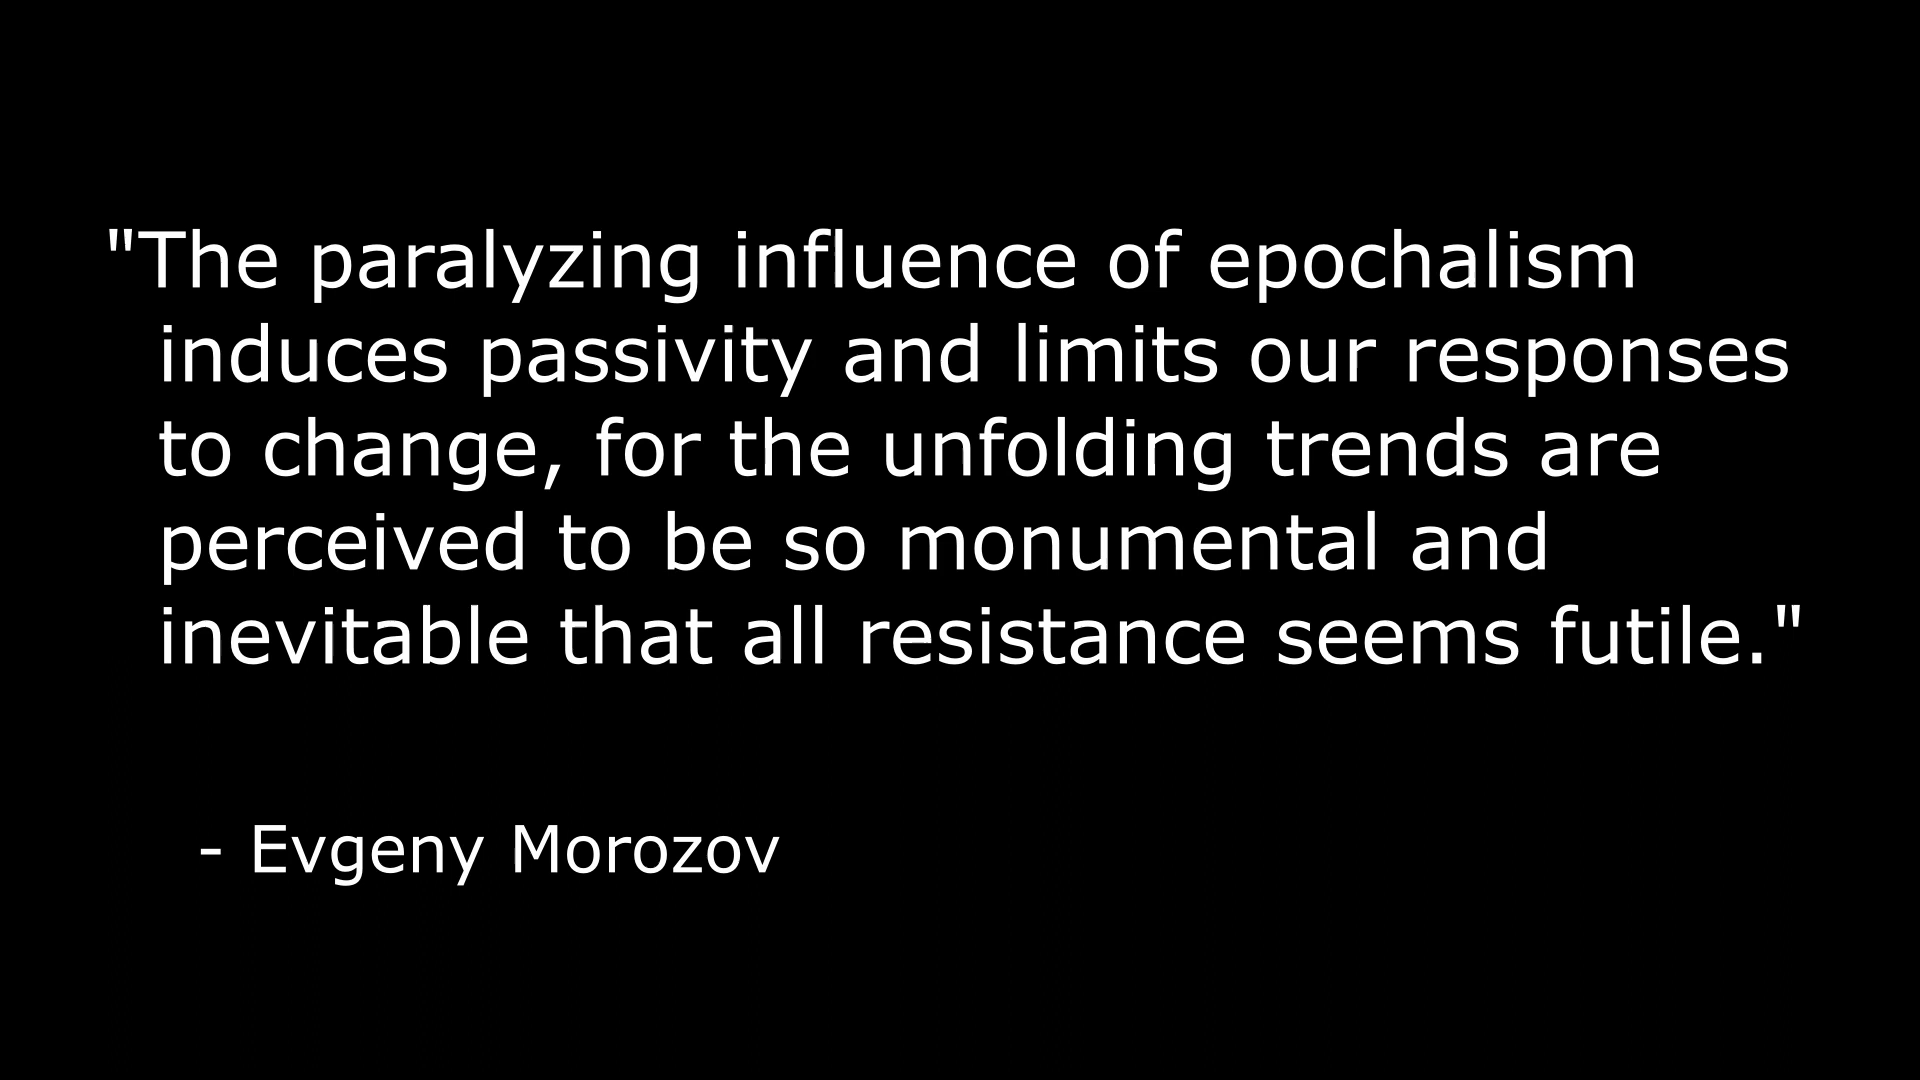 "The paralyzing influence of epochalism
induces passivity and limits our responses
to change, for the unfolding trends are
perceived to be so monumental and
inevitable that all resistance seems futile."
- Evgeny Morozov